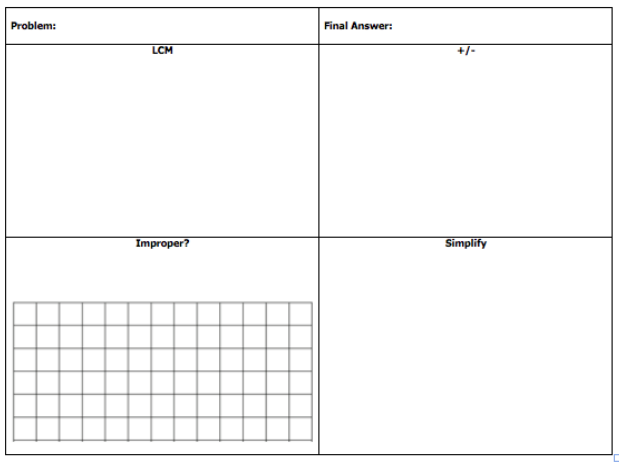 Problem:
Final Answer:
LCM
+/-
Improper?
Simplify